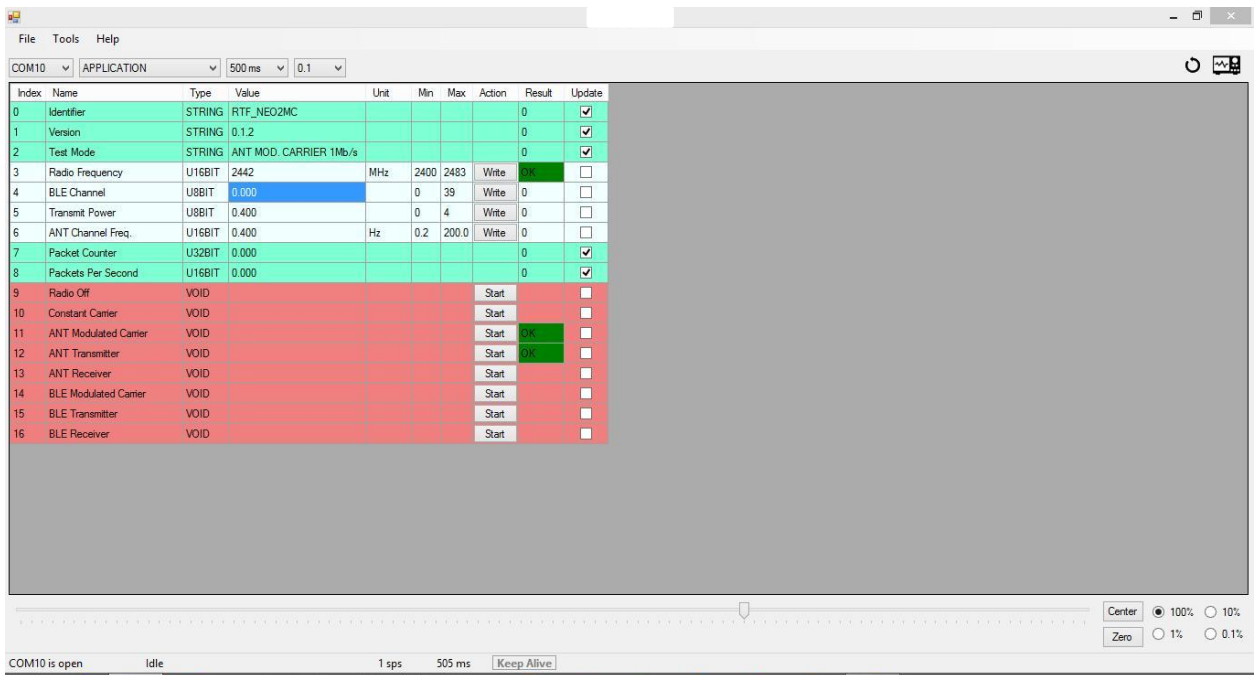 File Tools Help
COM10 APPLICATION 500 ms 0.1
Index Name Type Value Unit Min Max Action Result Update
0 Identifier STRING RTF_NEO2MC 0
1 Version STRING 0.1.2 0
2 Test Mode STRING ANT MOD. CARRIER 1Mb/s 0
3 Radio Frequency U16BIT 2442 MHz 2400 2483 Write OK
4 BLE Channel U8BIT 0.000 0 39 Write 0
5 Transmit Power U8BIT 0.400 0 4 Write 0
6 ANT Channel Freq. U16BIT 0.400 Hz 0.2 200.0 Write 0
7 Packet Counter U32BIT 0.000 0
8 Packets Per Second U16BIT 0.000 0
9 Radio Off VOID Start
10 Constant Carrier VOID Start
11 ANT Modulated Carrier VOID Start OK
12 ANT Transmitter VOID Start OK
13 ANT Receiver VOID Start
14 BLE Modulated Carrier VOID Start
15 BLE Transmitter VOID Start
16 BLE Receiver VOID Start
Center 100% 10%
Zero 1% 0.1%
COM10 is open Idle 1 sps 505 ms Keep Alive